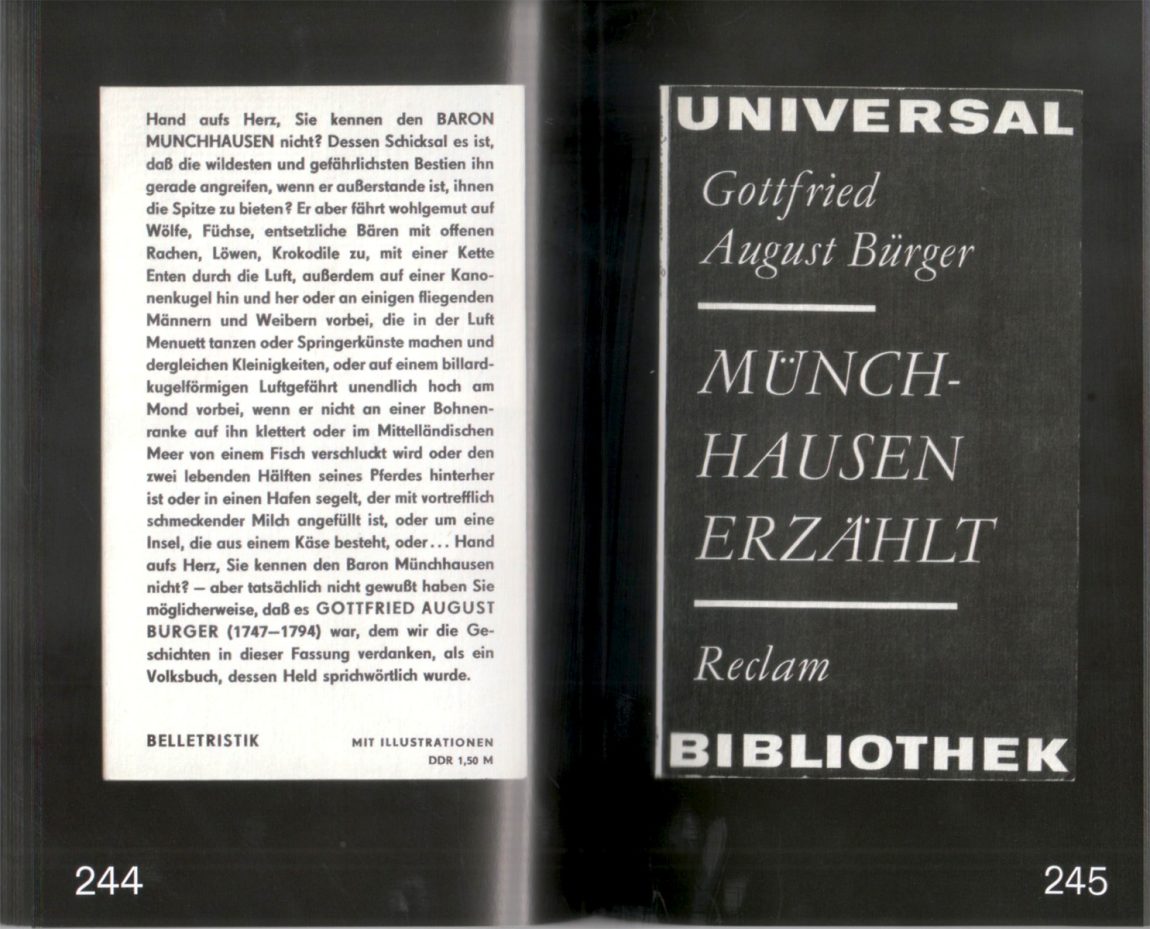 Hand aufs Herz, Sie kennen den BARON
MUNCHHAUSEN nicht? Dessen Schicksal es ist,
daß die wildesten und gefährlichsten Bestien ihn
gerade angreifen, wenn er außerstande ist, ihnen
die Spitze zu bieten? Er aber fährt wohlgemut auf
Wölfe, Füchse, entsetzliche Bären mit offenen
Rachen, Löwen, Krokodile zu, mit einer Kette
Enten durch die Luft, außerdem auf einer Kano-
nenkugel hin und her oder an einigen fliegenden
Männern und Weibern vorbei, die in der Luft
Menuett tanzen oder Springerkünste machen und
dergleichen Kleinigkeiten, oder auf einem billard-
kugelförmigen Luftgefährt unendlich hoch am
Mond vorbei, wenn er nicht an einer Bohnen-
ranke auf ihn klettert oder im Mittelländischen
Meer von einem Fisch verschluckt wird oder den
zwei lebenden Hälften seines Pferdes hinterher
ist oder in einen Hafen segelt, der mit vortrefflich
schmeckender Milch angefüllt ist, oder um eine
Insel, die aus einem Käse besteht, oder... Hand
aufs Herz, Sie kennen den Baron Münchhausen
nicht? — aber tatsächlich nicht gewußt haben Sie
möglicherweise, daß es GOTTFRIED AUGUST
BURGER (1747—1794) war, dem wir die Ge-
schichten in dieser Fassung verdanken, als ein
Volksbuch, dessen Held sprichwörtlich wurde.
BELLETRISTIK
MIT ILLUSTRATIONEN
DDR 1,50 M
244
UNIVERSAL
Gottfried
August Bürger
MÜNCH-
HAUSEN
ERZÄHLT
Reclam
BIBLIOTHEK
245